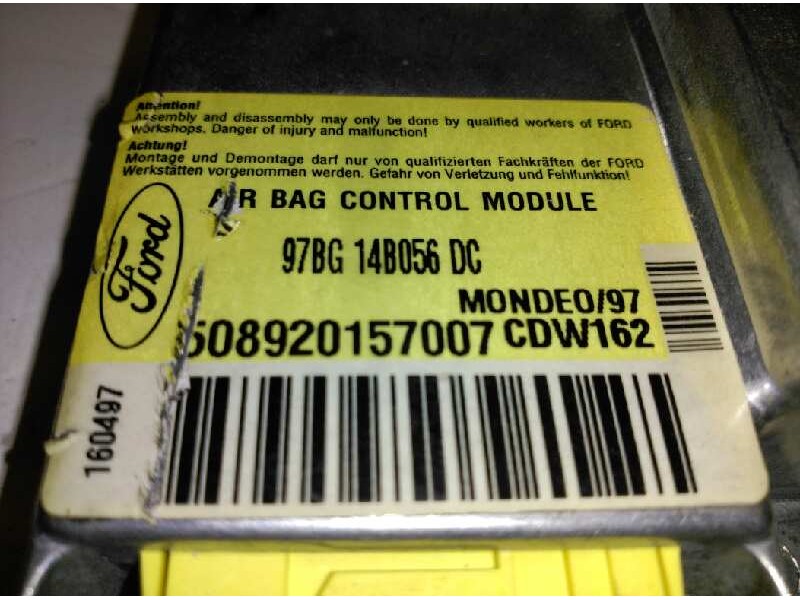 Attention!
Assembly and disassembly may only be done by qualified workers of FORD
workshops. Danger of injury and malfunction!
Achtung!
Montage und Demontage darf nur von qualifizierten Fachkräften der FORD
Werkstätten vorgenommen werden. Gefahr von Verletzung und Fehlfunktion!
AIR BAG CONTROL MODULE
Ford
97BG 14B056 DC
MONDEO/97
508920157007 CDW162
160497